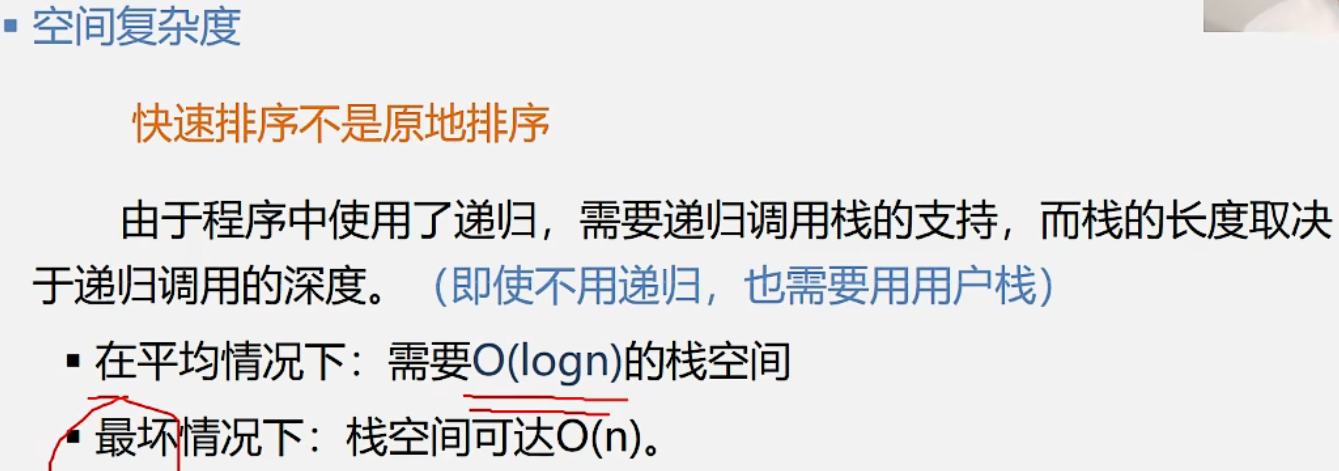 ▪ 空间复杂度
快速排序不是原地排序
由于程序中使用了递归，需要递归调用栈的支持，而栈的长度取决
于递归调用的深度。（即使不用递归，也需要用用户栈）
▪ 在平均情况下：需要O(logn)的栈空间
▪ 最坏情况下：栈空间可达O(n)。